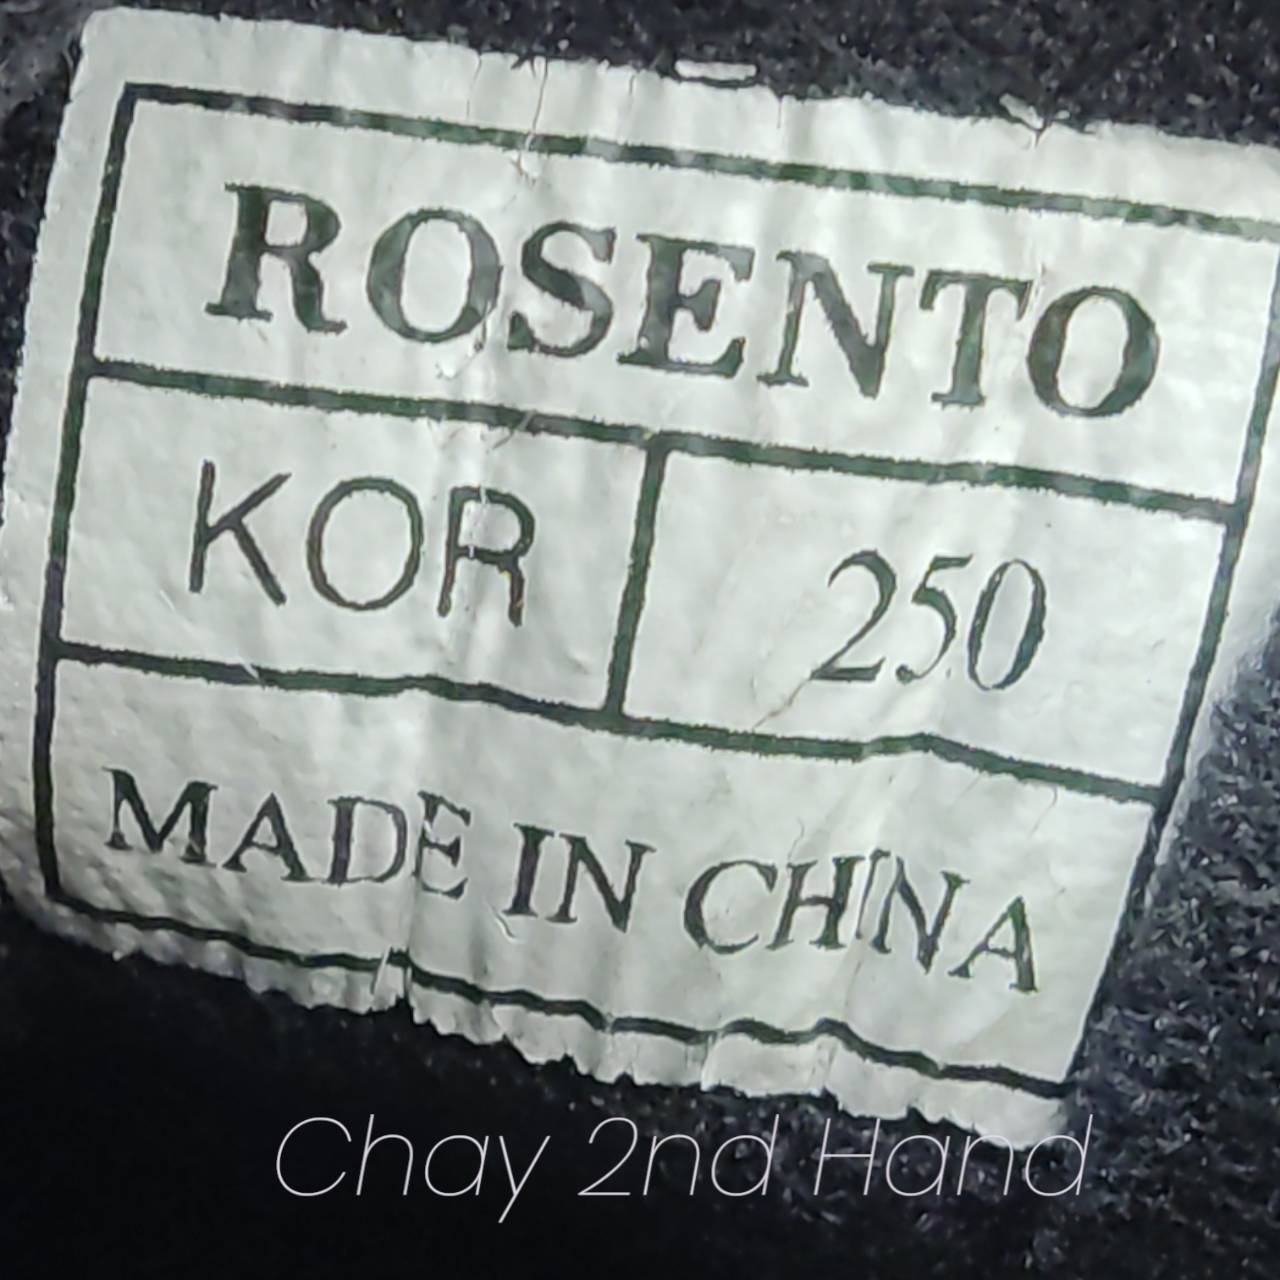 ROSENTO
KOR 250
MADE IN CHINA
Chay 2nd Hand